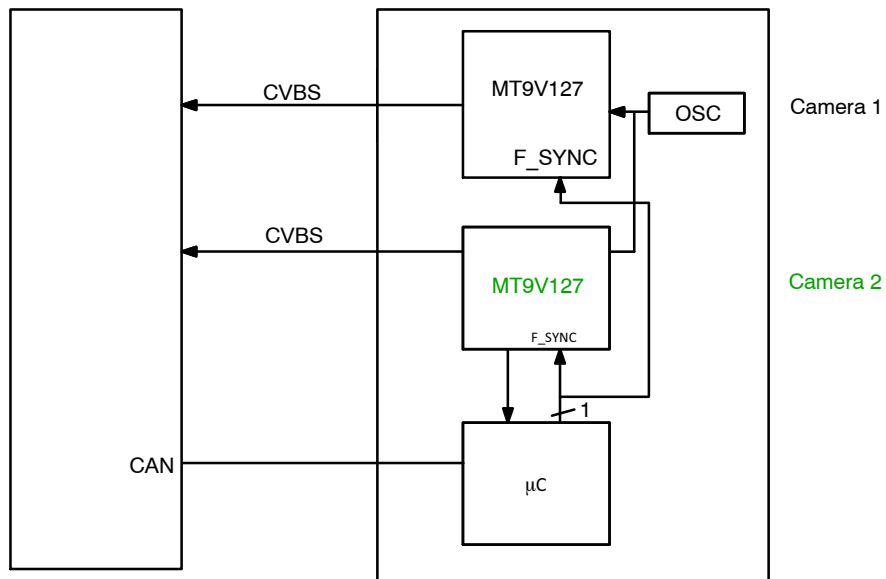 MT9V127
CVBS
OSC
Camera 1
F_SYNC
CVBS
MT9V127
Camera 2
F_SYNC
1
CAN
μC